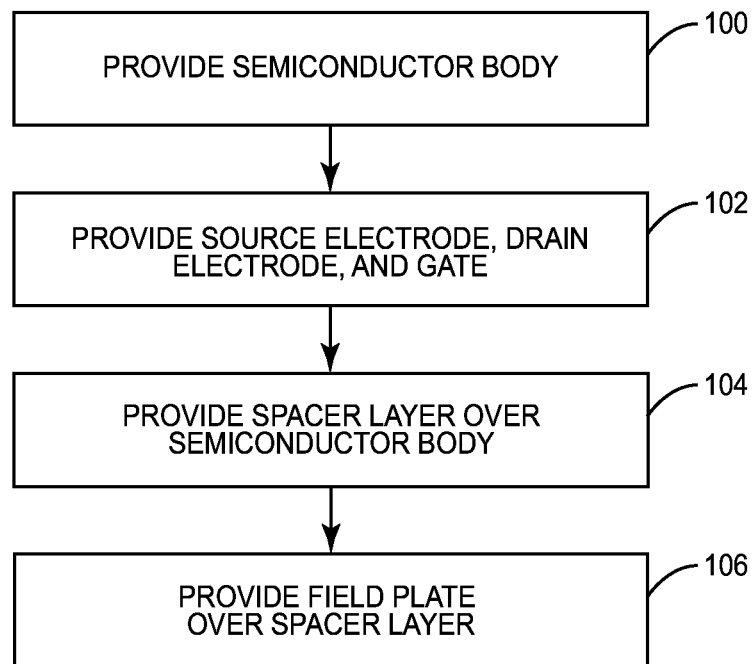 PROVIDE SEMICONDUCTOR BODY
100
PROVIDE SOURCE ELECTRODE, DRAIN
ELECTRODE, AND GATE
102
PROVIDE SPACER LAYER OVER
SEMICONDUCTOR BODY
104
PROVIDE FIELD PLATE
OVER SPACER LAYER
106